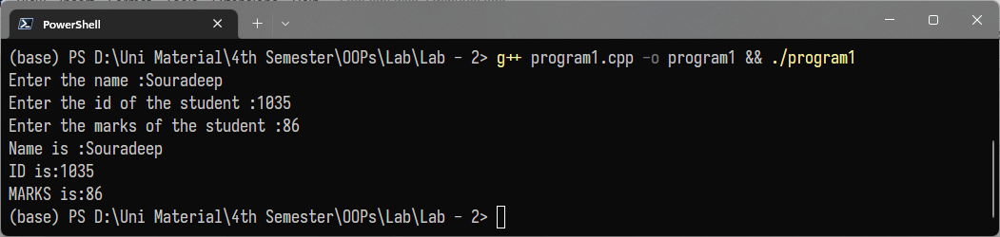 PowerShell
(base) PS D:\Uni Material\4th Semester\OOPs\Lab\Lab - 2> g++ program1.cpp -o program1 && ./program1
Enter the name :Souradeep
Enter the id of the student :1035
Enter the marks of the student :86
Name is :Souradeep
ID is:1035
MARKS is:86
(base) PS D:\Uni Material\4th Semester\OOPs\Lab\Lab - 2>